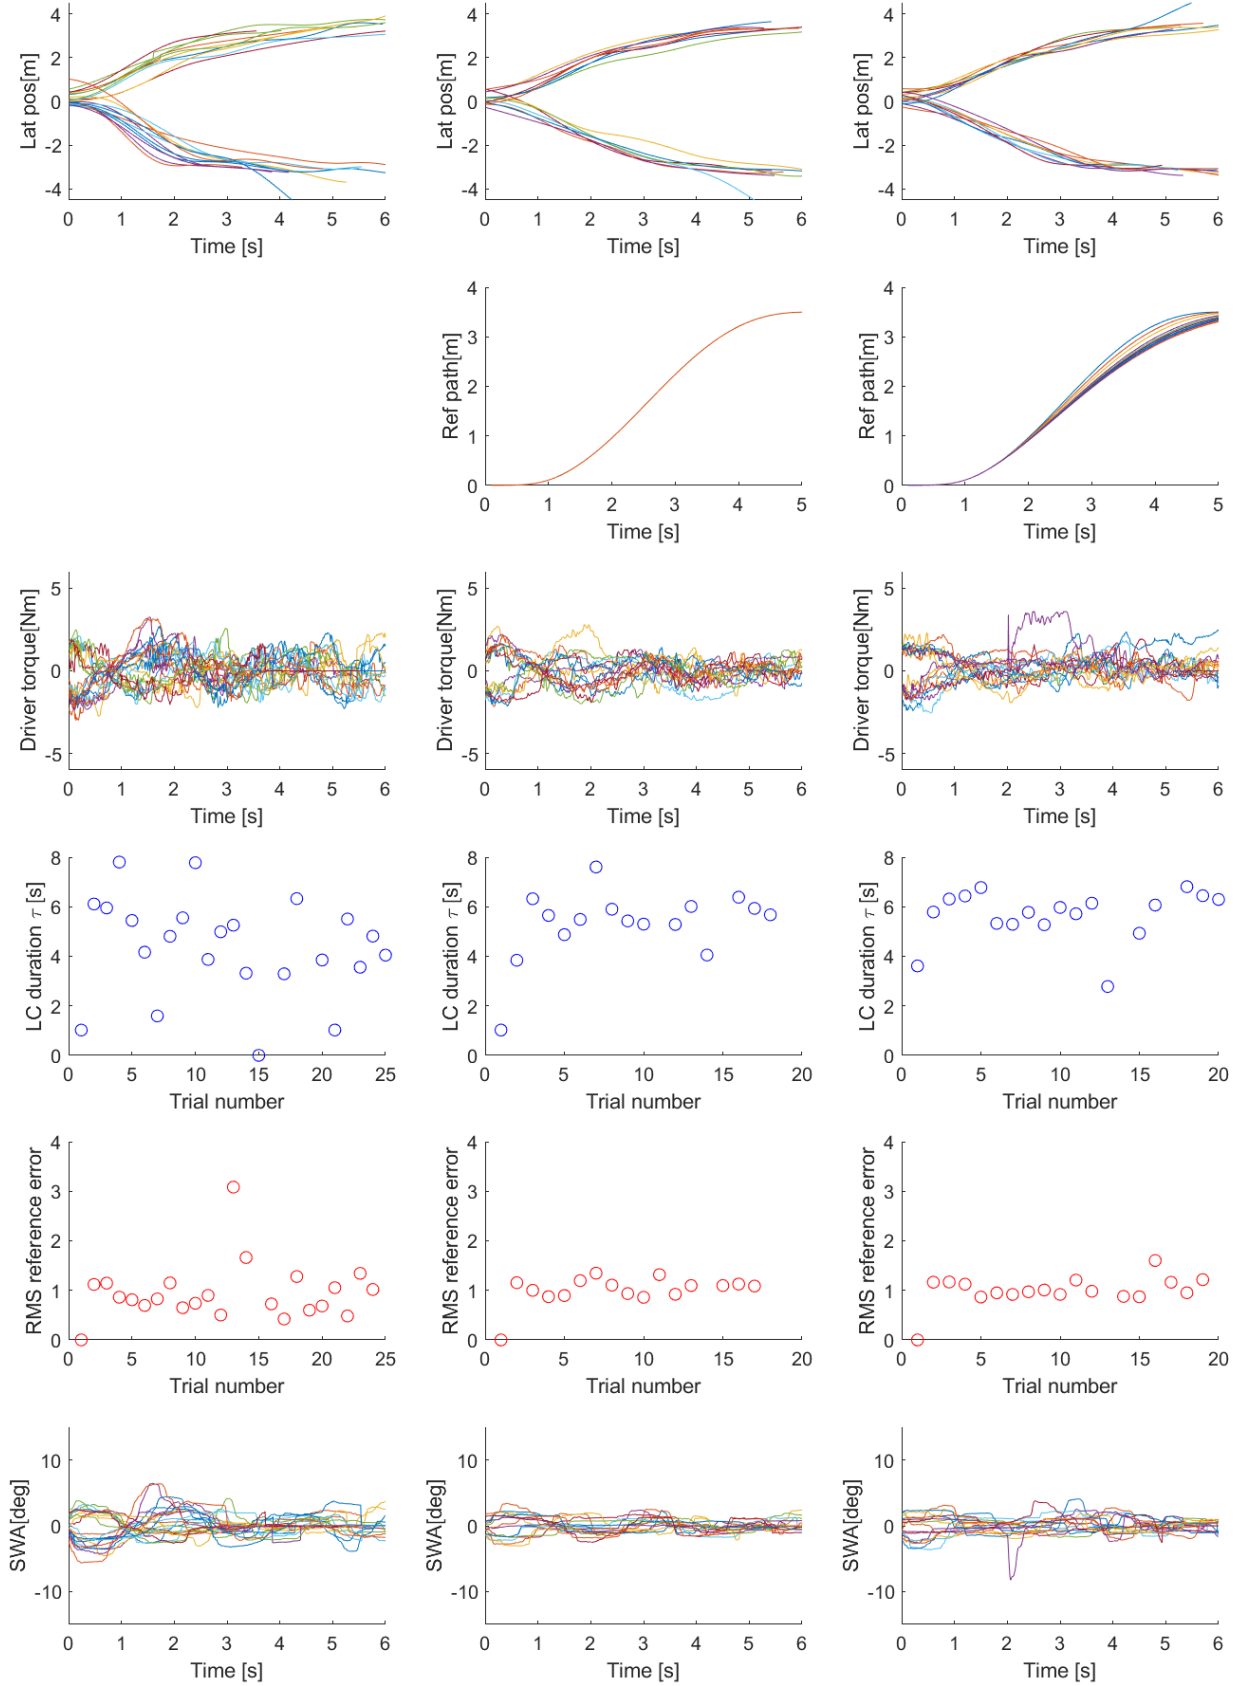 Lat pos[m]
4
2
0
-2
-4
0 1 2 3 4 5 6
Time [s]
Lat pos[m]
4
2
0
-2
-4
0 1 2 3 4 5 6
Time [s]
Lat pos[m]
4
2
0
-2
-4
0 1 2 3 4 5 6
Time [s]
Ref path[m]
4
3
2
1
0
0 1 2 3 4 5
Time [s]
Ref path[m]
4
3
2
1
0
0 1 2 3 4 5
Time [s]
Driver torque[Nm]
5
0
-5
0 1 2 3 4 5 6
Time [s]
Driver torque[Nm]
5
0
-5
0 1 2 3 4 5 6
Time [s]
Driver torque[Nm]
5
0
-5
0 1 2 3 4 5 6
Time [s]
LC duration τ [s]
8
6
4
2
0
0 5 10 15 20 25
Trial number
LC duration τ [s]
8
6
4
2
0
0 5 10 15 20
Trial number
LC duration τ [s]
8
6
4
2
0
0 5 10 15 20
Trial number
RMS reference error
4
3
2
1
0
0 5 10 15 20 25
Trial number
RMS reference error
4
3
2
1
0
0 5 10 15 20
Trial number
RMS reference error
4
3
2
1
0
0 5 10 15 20
Trial number
SWA[deg]
10
0
-10
0 1 2 3 4 5 6
Time [s]
SWA[deg]
10
0
-10
0 1 2 3 4 5 6
Time [s]
SWA[deg]
10
0
-10
0 1 2 3 4 5 6
Time [s]